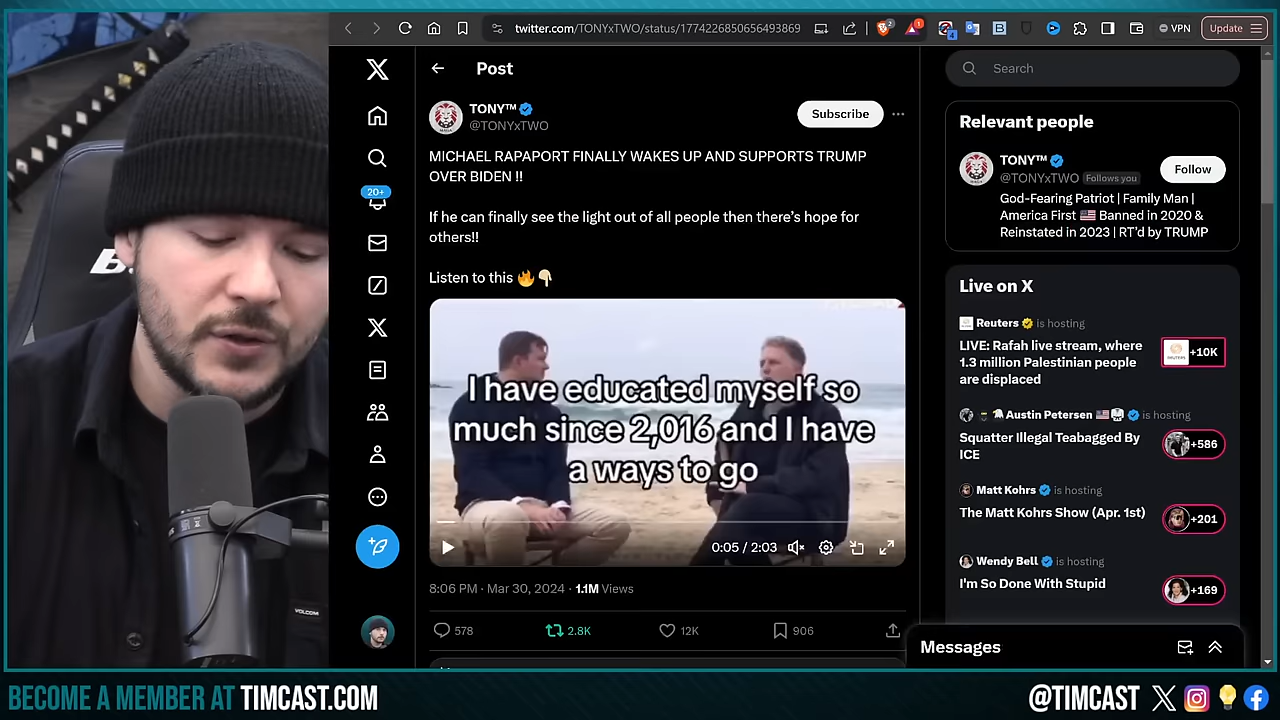 twitter.com/TONYxTWO/status/1774226850656493869
2
1
4
VPN
Update
Post
TONY™
@TONYxTWO
Subscribe
MICHAEL RAPAPORT FINALLY WAKES UP AND SUPPORTS TRUMP
OVER BIDEN !!
If he can finally see the light out of all people then there's hope for
others!!
Listen to this 🔥👇🏻
I have educated myself so
much since 2,016 and I have
a ways to go
0:05 / 2:03
8:06 PM · Mar 30, 2024 · 1.1M Views
578
2.8K
12K
906
20+
Search
Relevant people
TONY™
@TONYxTWO Follows you
Follow
God-Fearing Patriot | Family Man |
America First 🇺🇸 Banned in 2020 &
Reinstated in 2023 | RT'd by TRUMP
Live on X
Reuters is hosting
LIVE: Rafah live stream, where
1.3 million Palestinian people
are displaced
+10K
Austin Petersen is hosting
Squatter Illegal Teabagged By
ICE
+586
Matt Kohrs is hosting
The Matt Kohrs Show (Apr. 1st)
+201
Wendy Bell is hosting
I'm So Done With Stupid
+169
Messages
VOLCOM
BECOME A MEMBER AT TIMCAST.COM
@TIMCAST